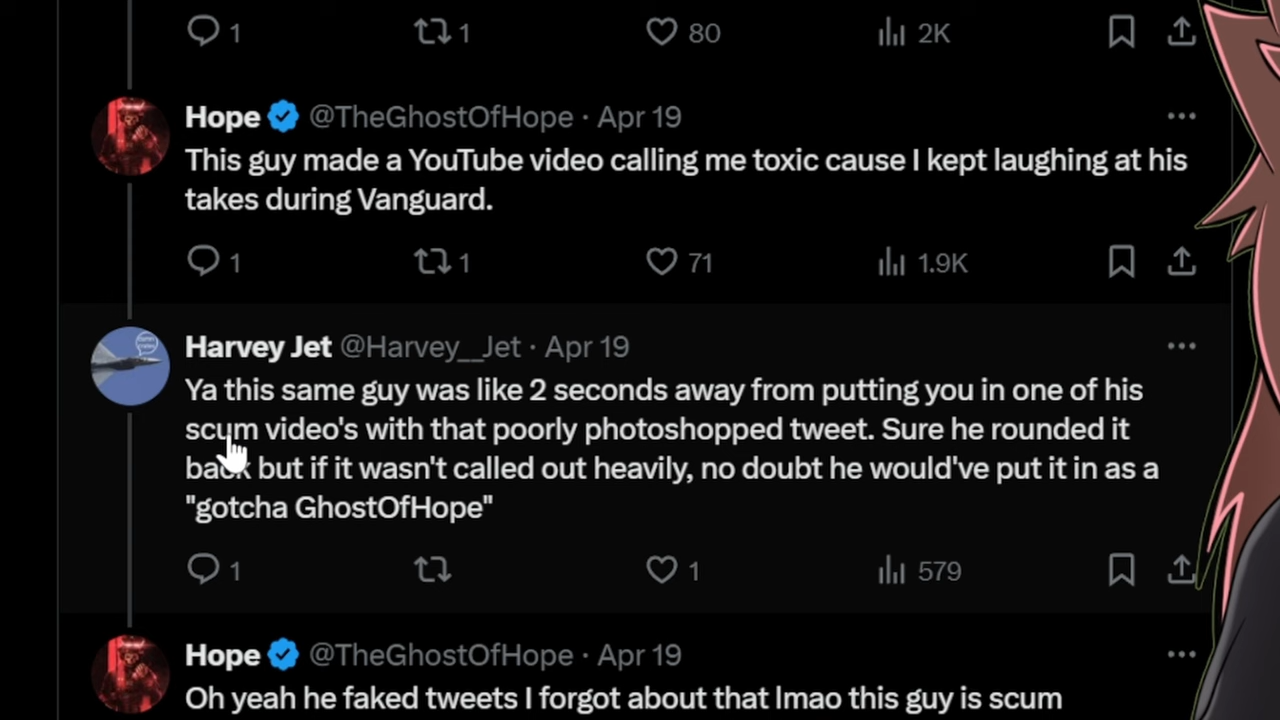 1 1 80 2K
Hope @TheGhostOfHope · Apr 19
This guy made a YouTube video calling me toxic cause I kept laughing at his
takes during Vanguard.
1 1 71 1.9K
Harvey Jet @Harvey__Jet · Apr 19
Ya this same guy was like 2 seconds away from putting you in one of his
scum video's with that poorly photoshopped tweet. Sure he rounded it
back but if it wasn't called out heavily, no doubt he would've put it in as a
"gotcha GhostOfHope"
1 1 579
Hope @TheGhostOfHope · Apr 19
Oh yeah he faked tweets I forgot about that lmao this guy is scum